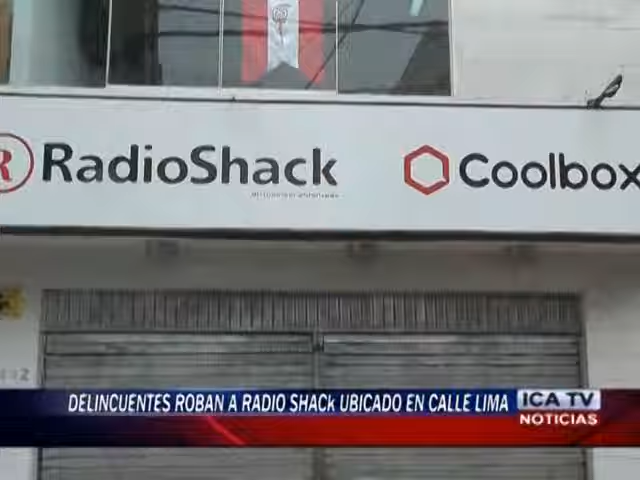 R RadioShack
Coolbox
DELINCUENTES ROBAN A RADIO SHACk UBICADO EN CALLE LIMA
ICA TV
NOTICIAS